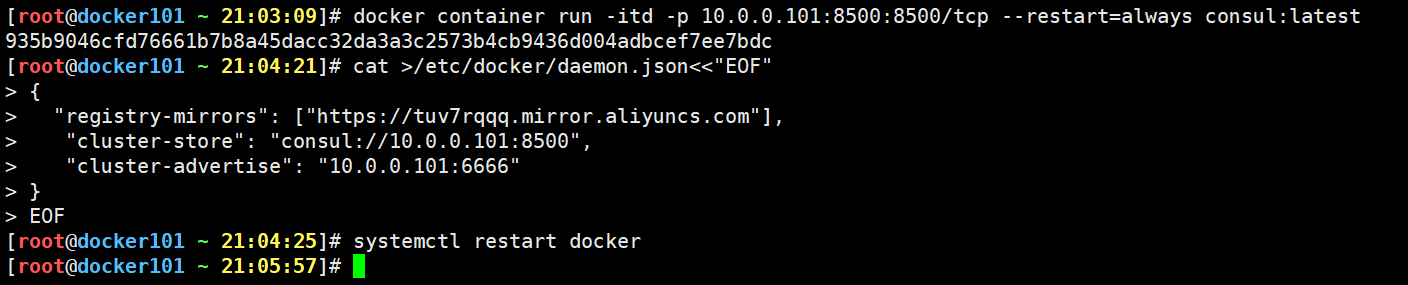 [root@docker101 ~ 21:03:09]# docker container run -itd -p 10.0.0.101:8500:8500/tcp --restart=always consul:latest
935b9046cfd76661b7b8a45dacc32da3a3c2573b4cb9436d004adbcef7ee7bdc
[root@docker101 ~ 21:04:21]# cat >/etc/docker/daemon.json<<"EOF"
> {
>   "registry-mirrors": ["https://tuv7rqqq.mirror.aliyuncs.com"],
>    "cluster-store": "consul://10.0.0.101:8500",
>    "cluster-advertise": "10.0.0.101:6666"
> }
> EOF
[root@docker101 ~ 21:04:25]# systemctl restart docker
[root@docker101 ~ 21:05:57]#